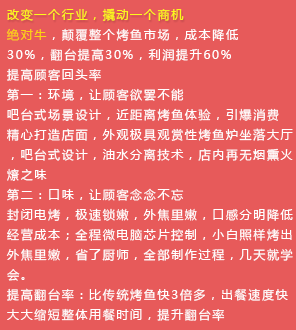 改变一个行业，撬动一个商机
绝对牛，颠覆整个烤鱼市场，成本降低
30%，翻台提高30%，利润提升60%
提高顾客回头率
第一：环境，让顾客欲罢不能
吧台式场景设计，近距离烤鱼体验，引爆消费
精心打造店面，外观极具观赏性烤鱼炉坐落大厅
，吧台式设计，油水分离技术，店内再无烟熏火
燎之味
第二：口味，让顾客念念不忘
封闭电烤，极速锁嫩，外焦里嫩，口感分明降低
经营成本；全程微电脑芯片控制，小白照样烤出
外焦里嫩，省了厨师，全部制作过程，几天就学
会。
提高翻台率：比传统烤鱼快3倍多，出餐速度快
大大缩短整体用餐时间，提升翻台率